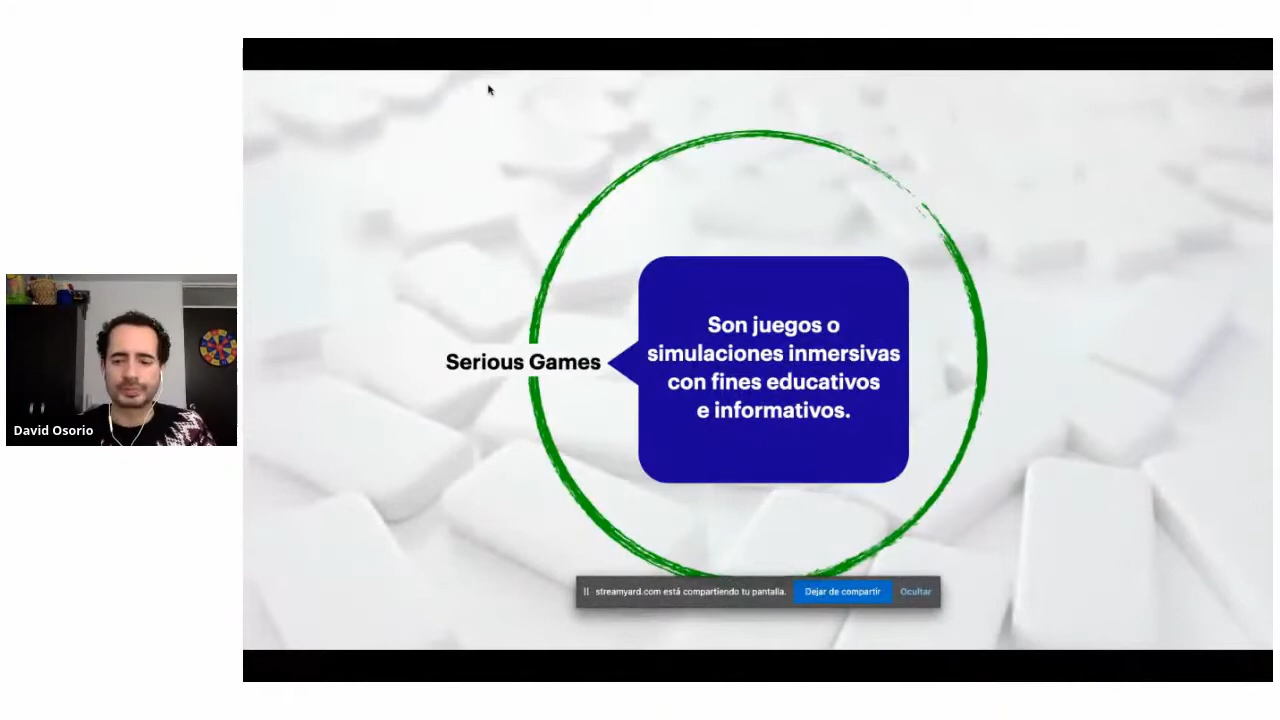 David Osorio
Serious Games
Son juegos o
simulaciones inmersivas
con fines educativos
e informativos.
streamyard.com está compartiendo tu pantalla.
Dejar de compartir
Ocultar